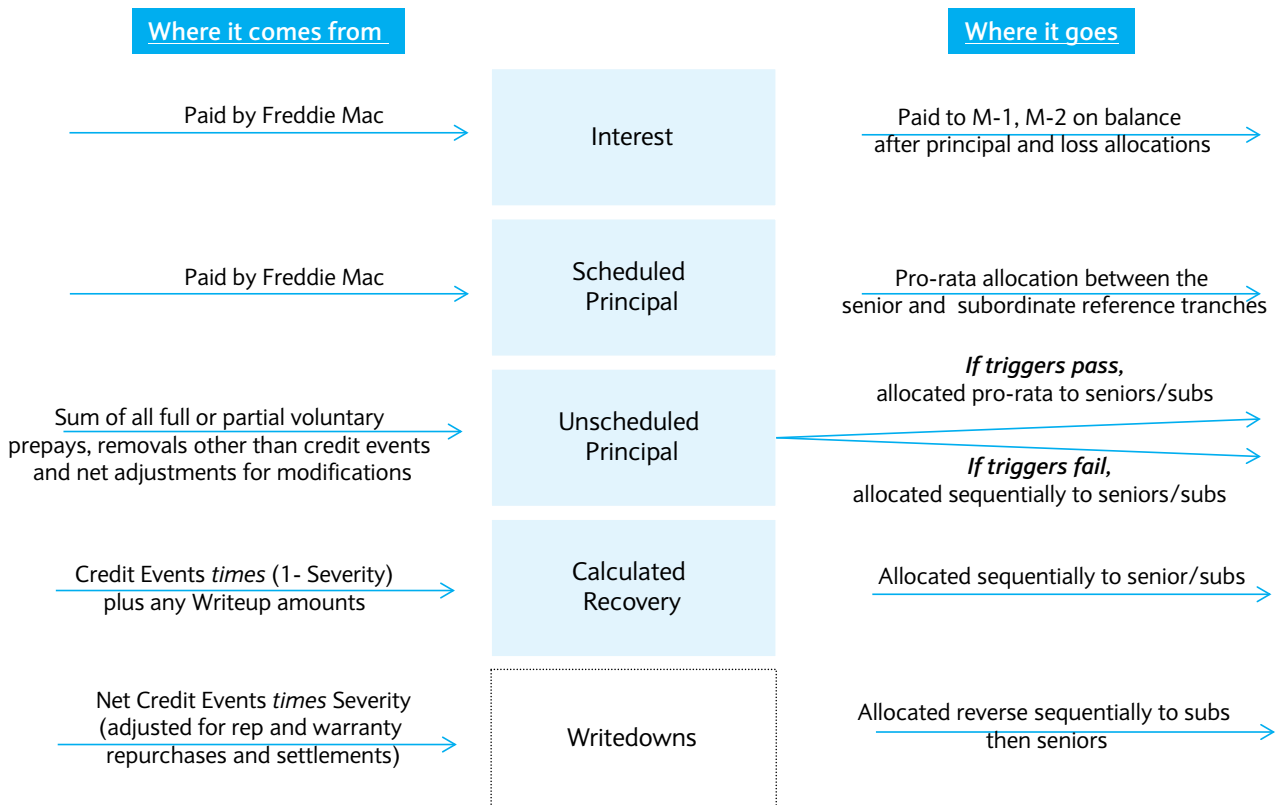 Where it comes from
Where it goes
Paid by Freddie Mac
Interest
Paid to M-1, M-2 on balance
after principal and loss allocations
Paid by Freddie Mac
Scheduled
Principal
Pro-rata allocation between the
senior and subordinate reference tranches
Sum of all full or partial voluntary
prepays, removals other than credit events
and net adjustments for modifications
Unscheduled
Principal
If triggers pass,
allocated pro-rata to seniors/subs
If triggers fail,
allocated sequentially to seniors/subs
Credit Events times (1- Severity)
plus any Writeup amounts
Calculated
Recovery
Allocated sequentially to senior/subs
Net Credit Events times Severity
(adjusted for rep and warranty
repurchases and settlements)
Writedowns
Allocated reverse sequentially to subs
then seniors